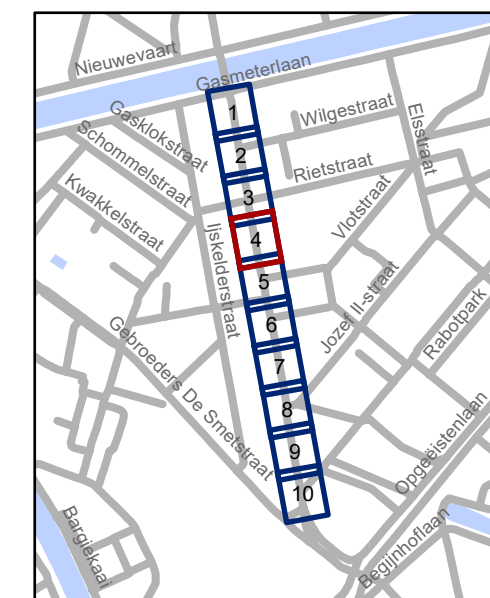 Nieuwevaart
Gasmeterlaan
1
Wilgestraat
Elsstraat
Gasklokstraat
Schommelstraat
2
Rietstraat
Kwakkelstraat
3
Vlotstraat
Ijskelderstraat
4
5
Jozef II-straat
6
Rabotpark
Gebroeders De Smetstraat
7
8
Opgeëistenlaan
9
10
Bargiekaai
Begijnhoflaan